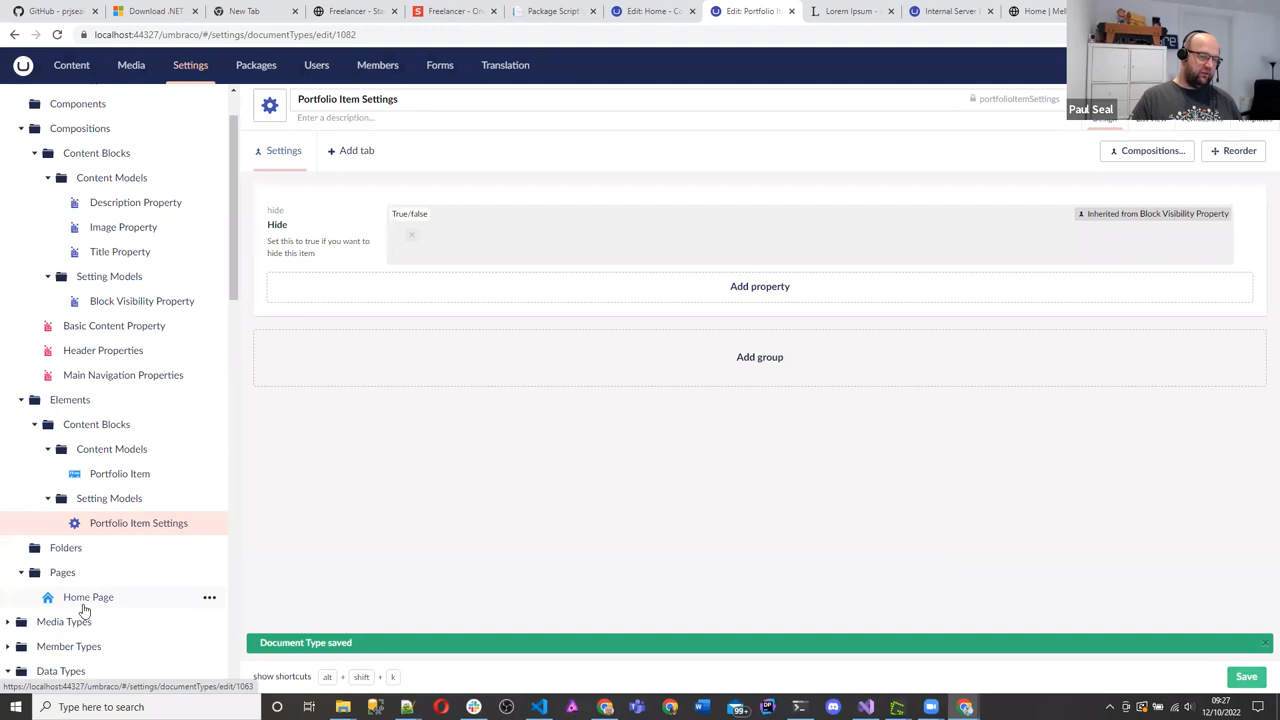 GitHub - prjseal
Download .NET
New Tab
Freelancer - Sta
Freelancer - On
Package Script
Edit: Home - Co
Edit: Portfolio It
Lorem Ipsum -
Internal Server
Home | Mel
localhost:44327/umbraco/#/settings/documentTypes/edit/1082
Content
Media
Settings
Packages
Users
Members
Forms
Translation
Paul Seal
Components
Compositions
Content Blocks
Content Models
Description Property
Image Property
Title Property
Setting Models
Block Visibility Property
Basic Content Property
Header Properties
Main Navigation Properties
Elements
Content Blocks
Content Models
Portfolio Item
Setting Models
Portfolio Item Settings
Folders
Pages
Home Page
Media Types
Member Types
Data Types
https://localhost:44327/umbraco/#/settings/documentTypes/edit/1063
Portfolio Item Settings
portfolioItemSettings
Enter a description...
Settings
Add tab
Compositions...
Reorder
hide
Hide
Set this to true if you want to
hide this item
True/false
Inherited from Block Visibility Property
Add property
Add group
Document Type saved
show shortcuts alt + shift + k
Save
Type here to search
99+
09:27
12/10/2022